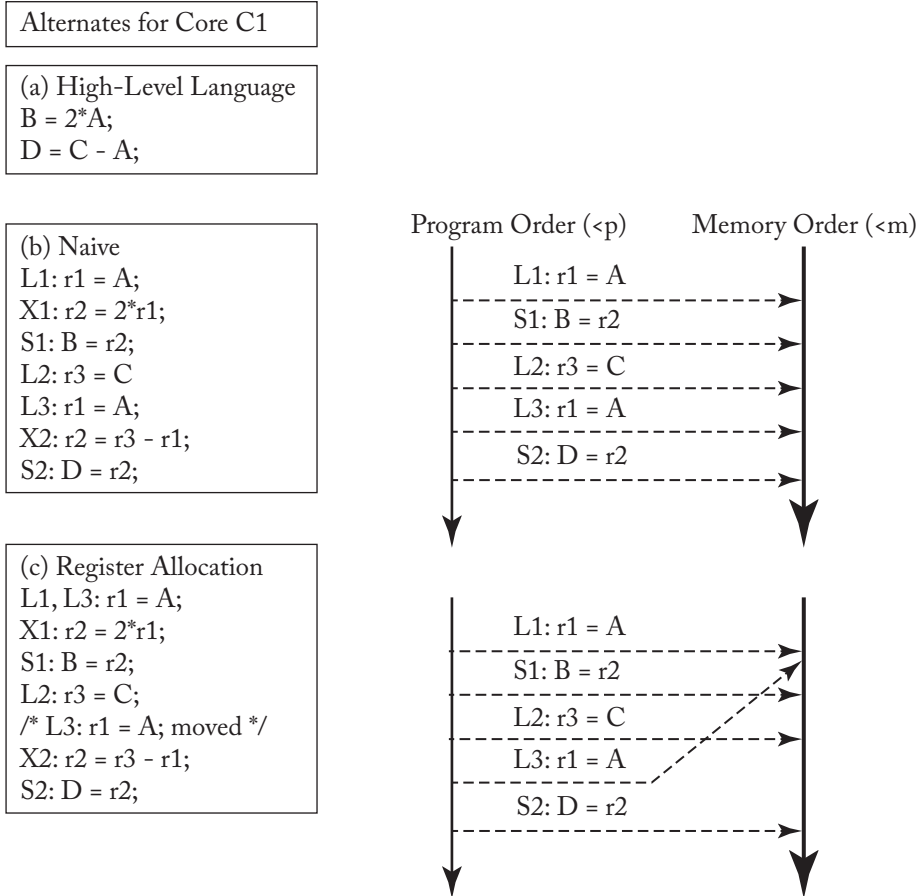 Alternates for Core C1
(a) High-Level Language
B = 2*A;
D = C - A;
(b) Naive
L1: r1 = A;
X1: r2 = 2*r1;
S1: B = r2;
L2: r3 = C
L3: r1 = A;
X2: r2 = r3 - r1;
S2: D = r2;
Program Order (<p) Memory Order (<m)
L1: r1 = A
S1: B = r2
L2: r3 = C
L3: r1 = A
S2: D = r2
(c) Register Allocation
L1, L3: r1 = A;
X1: r2 = 2*r1;
S1: B = r2;
L2: r3 = C;
/* L3: r1 = A; moved */
X2: r2 = r3 - r1;
S2: D = r2;
L1: r1 = A
S1: B = r2
L2: r3 = C
L3: r1 = A
S2: D = r2